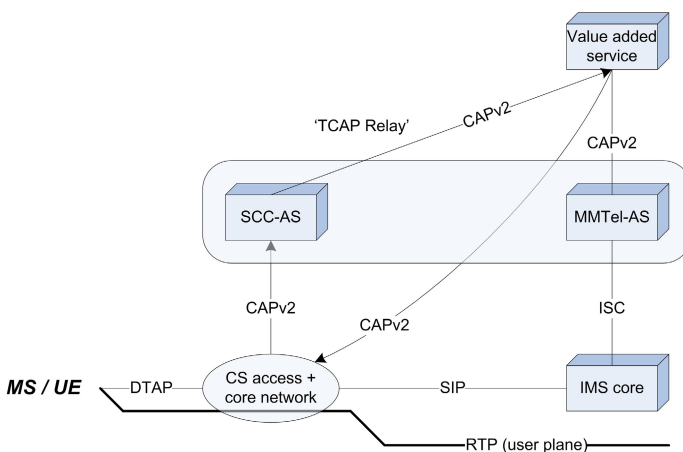 Value added
service
'TCAP Relay'
CAPv2
CAPv2
SCC-AS
MMTel-AS
CAPv2
CAPv2
ISC
MS / UE
DTAP
CS access +
core network
SIP
IMS core
RTP (user plane)